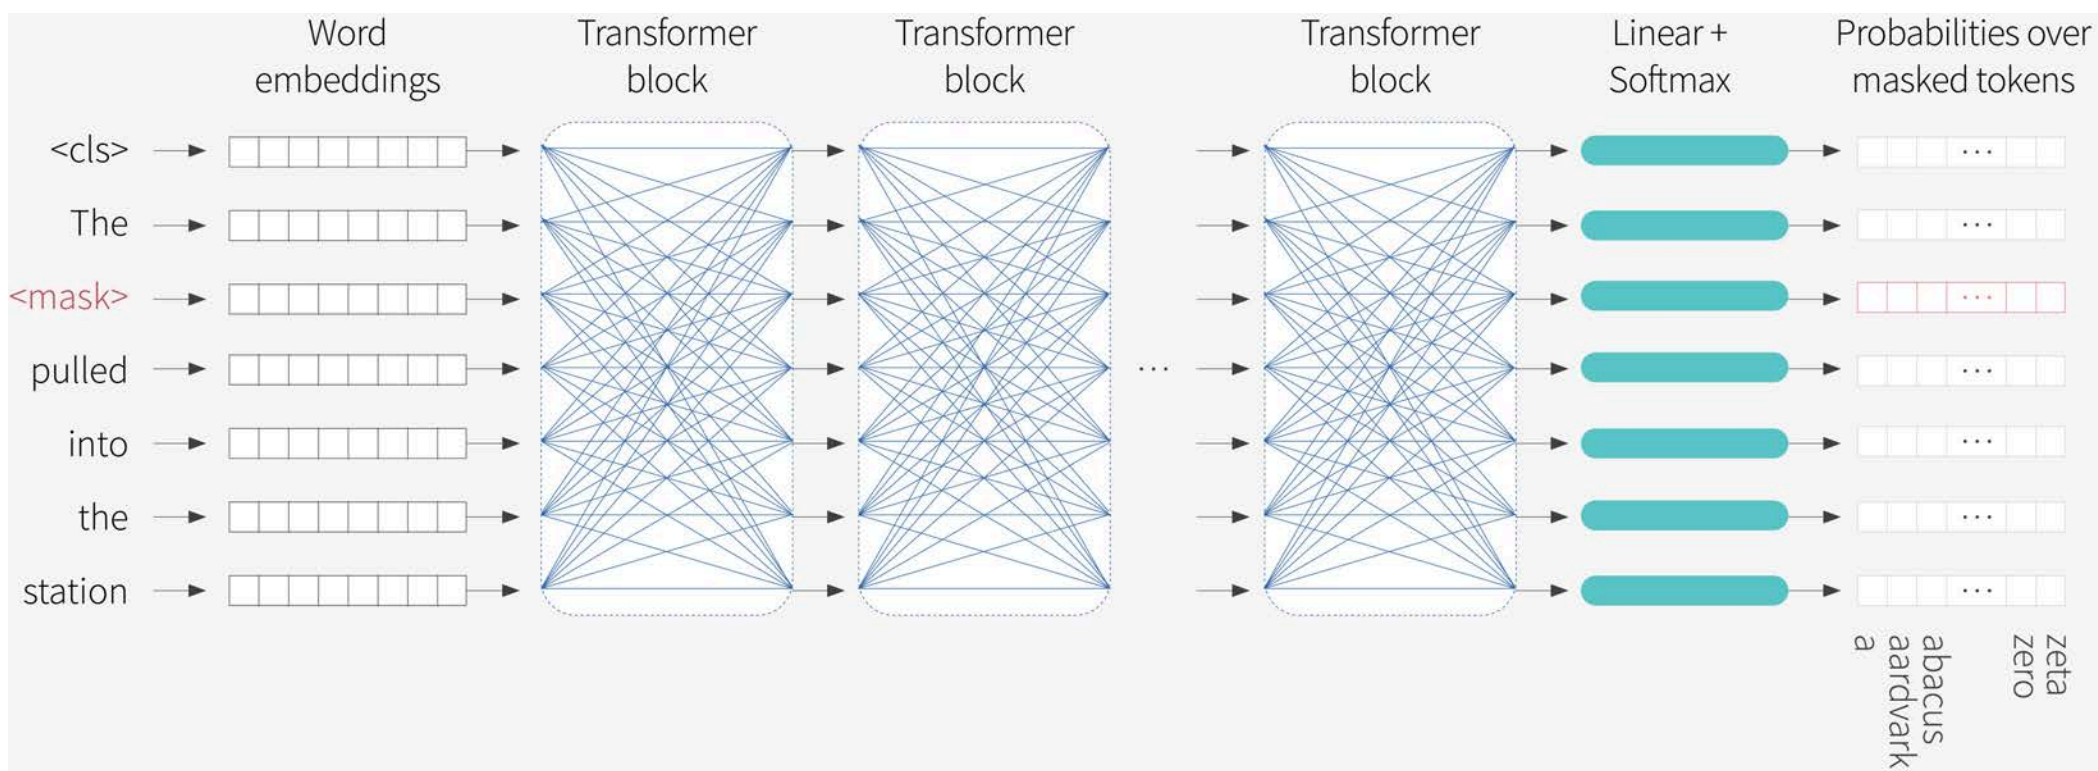 Word
embeddings
Transformer
block
Transformer
block
Transformer
block
Linear +
Softmax
Probabilities over
masked tokens
<cls>
...
The
...
<mask>
...
pulled
...
...
into
...
the
...
station
...
a
aardvark
abacus
zero
zeta